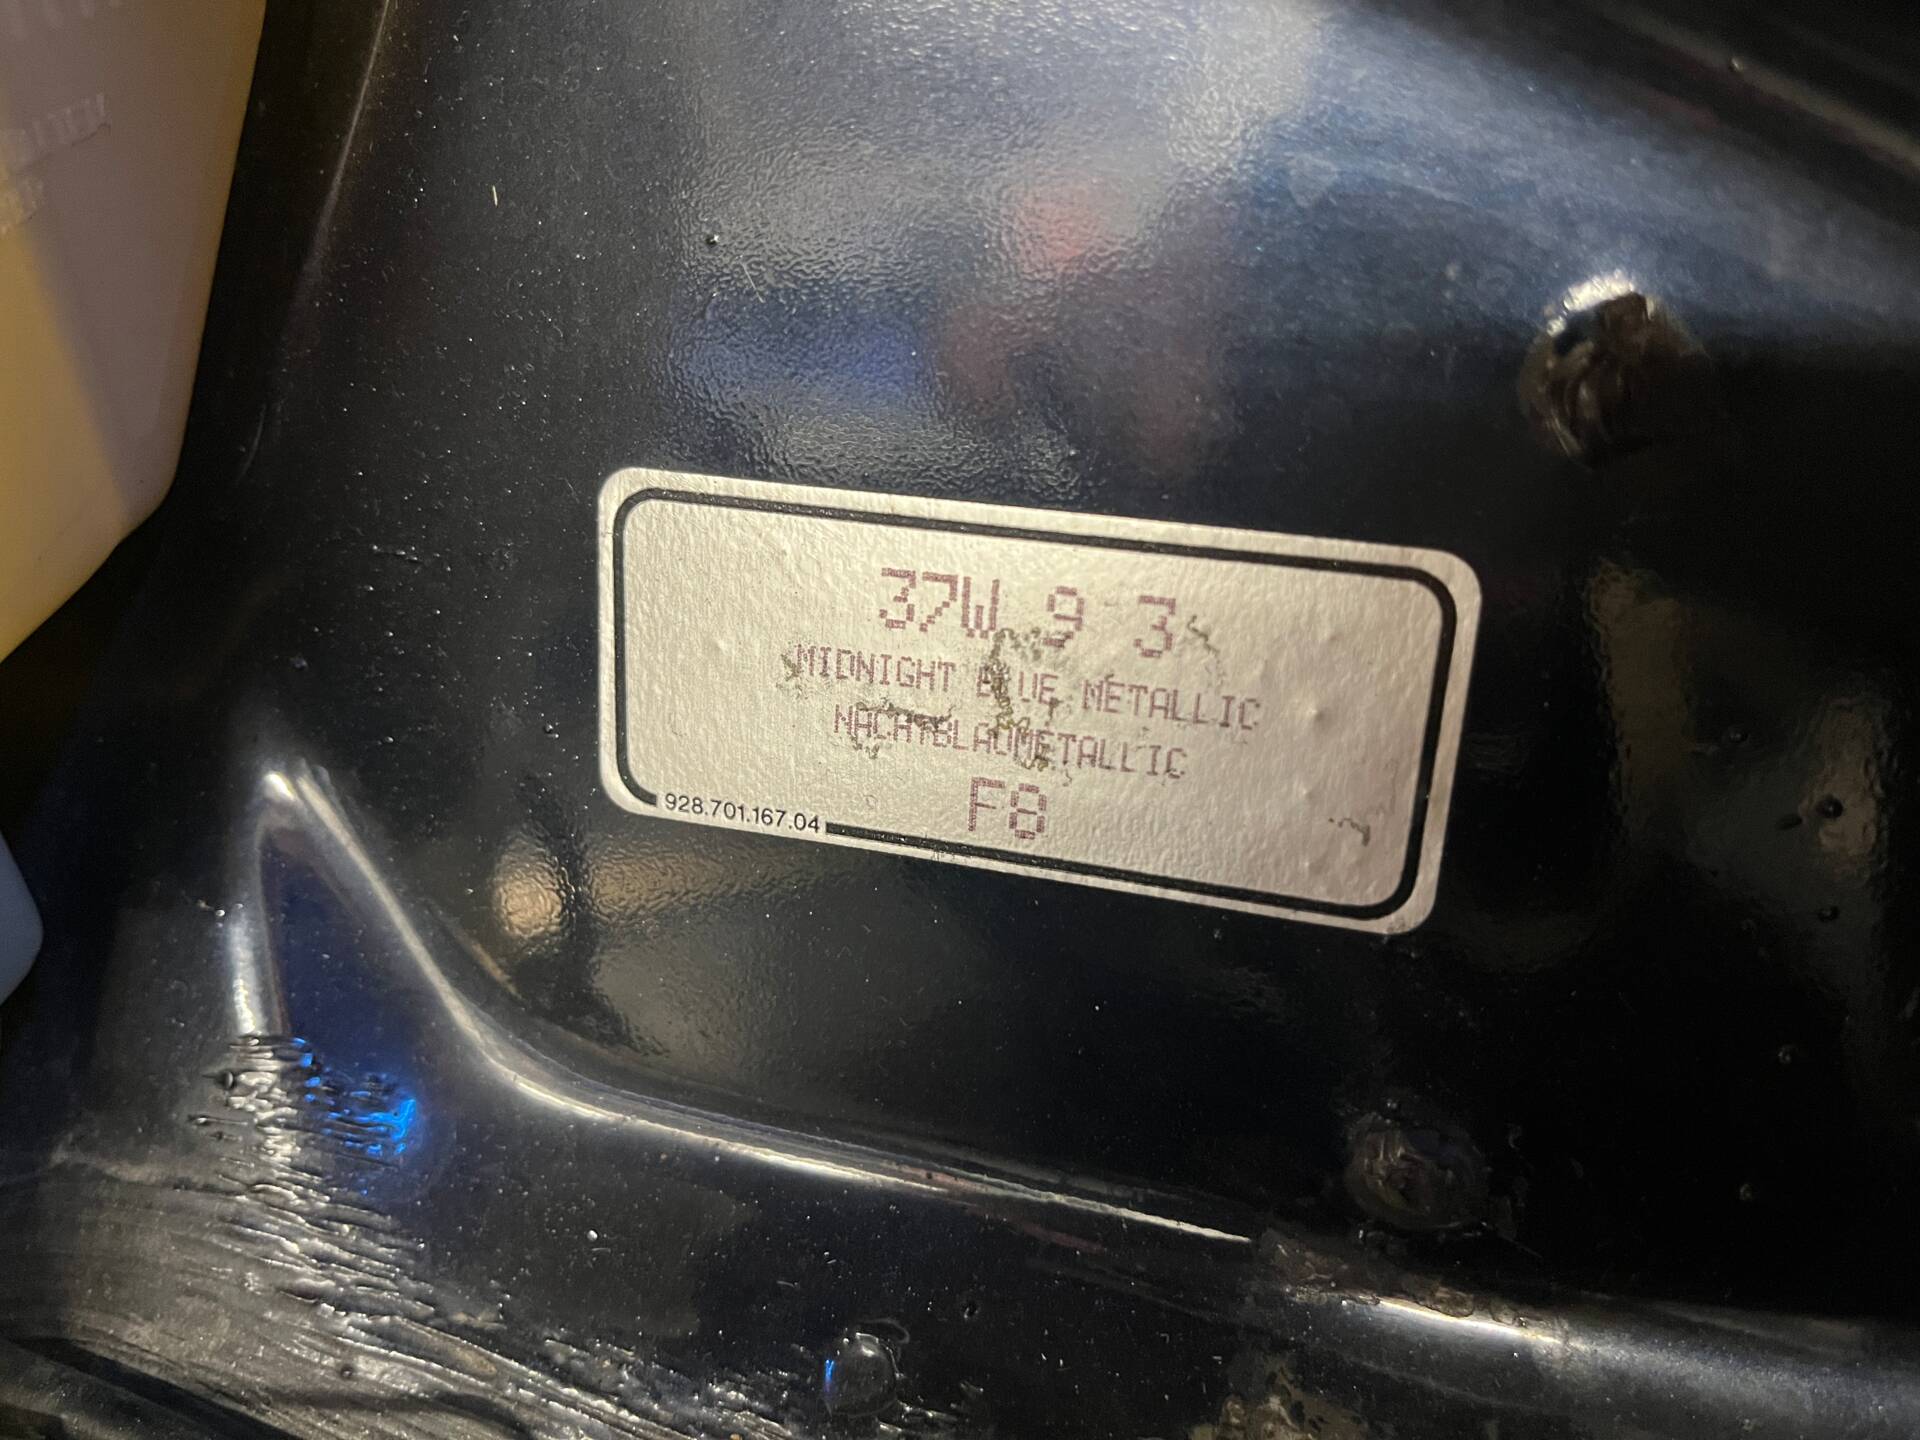 37W 9 3
MIDNIGHT BLUE METALLIC
NACHTBLAUMETALLIC
F8
928.701.167.04